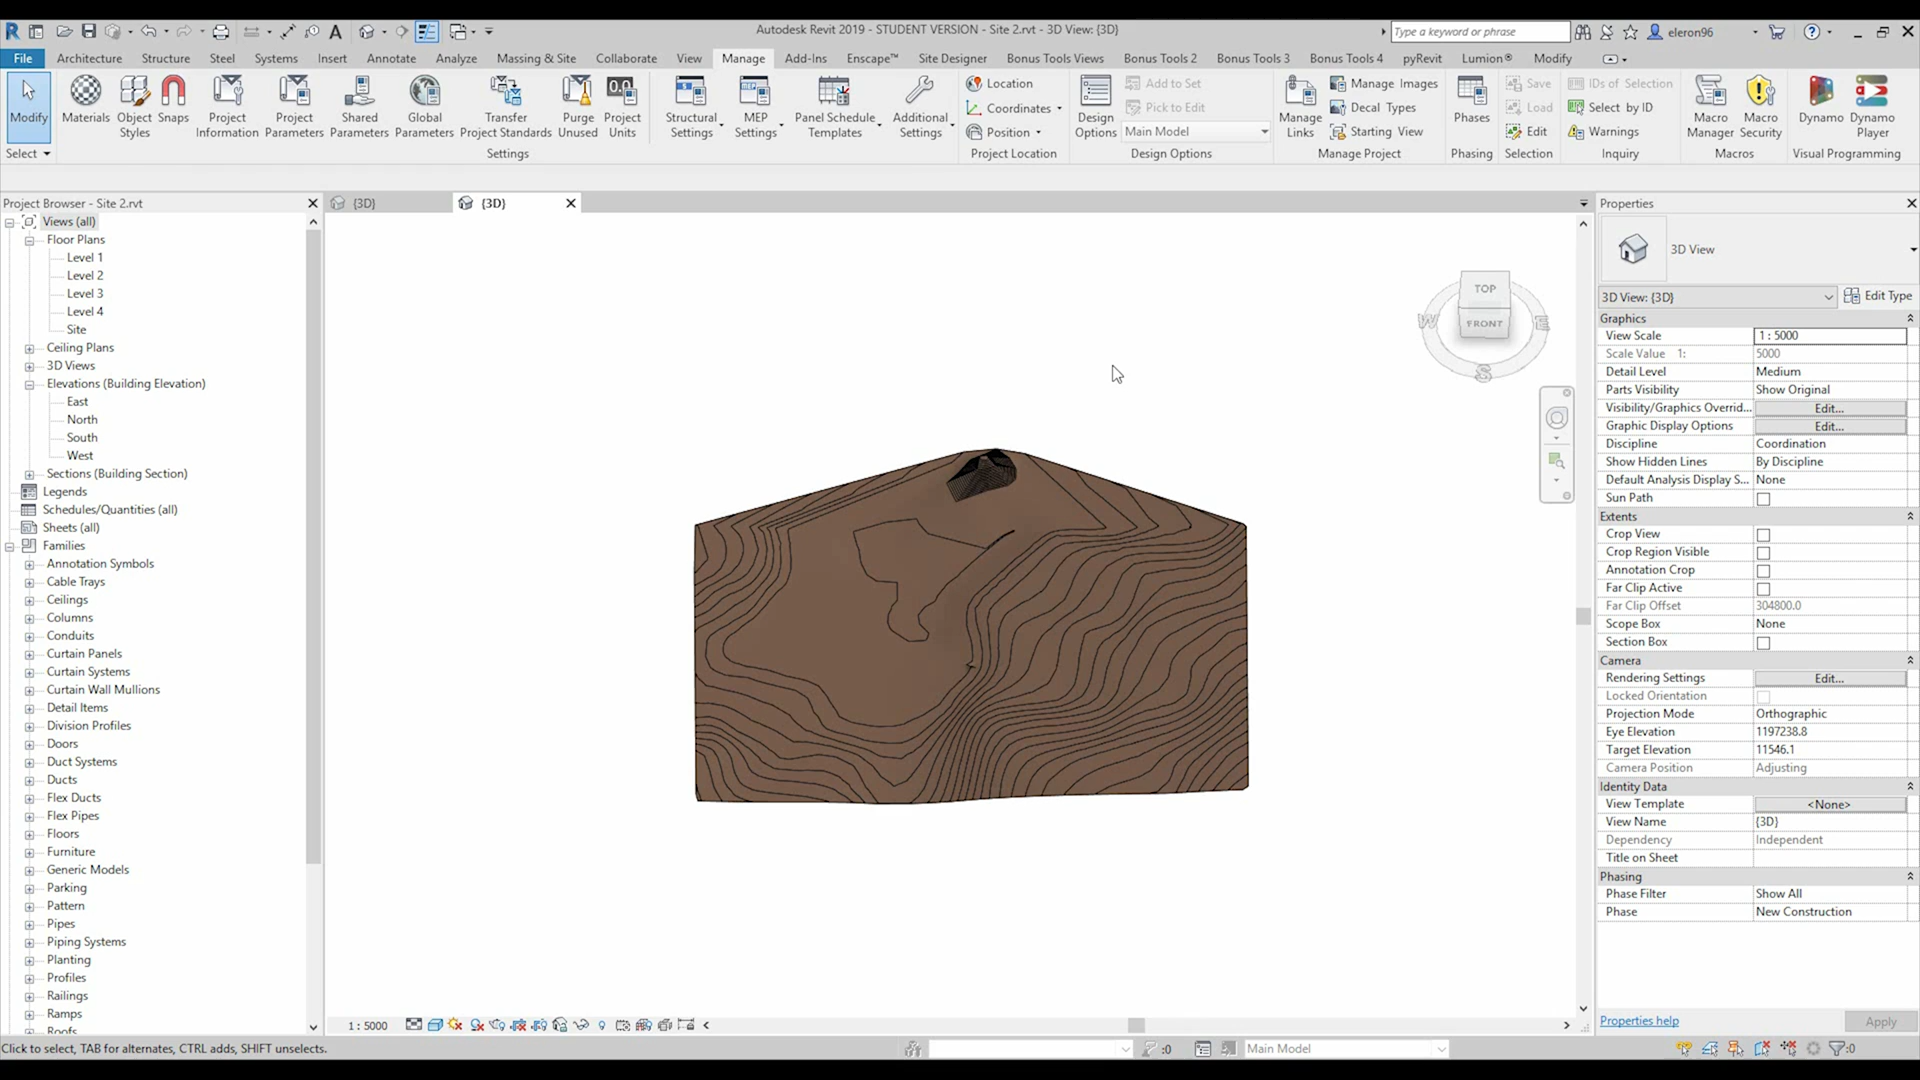 Autodesk Revit 2019 - STUDENT VERSION - Site 2.rvt - 3D View: {3D}
Type a keyword or phrase
eleron96
File Architecture Structure Steel Systems Insert Annotate Analyze Massing & Site Collaborate View Manage Add-Ins Enscape™ Site Designer Bonus Tools Views Bonus Tools 2 Bonus Tools 3 Bonus Tools 4 pyRevit Lumion® Modify
Modify
Materials
Object Styles
Snaps
Project Information
Project Parameters
Shared Parameters
Global Parameters
Transfer Project Standards
Purge Unused
Project Units
Structural Settings
MEP Settings
Panel Schedule Templates
Additional Settings
Location
Coordinates
Position
Design Options
Add to Set
Pick to Edit
Main Model
Manage Links
Manage Images
Decal Types
Starting View
Phases
Save
Load
Edit
IDs of Selection
Select by ID
Warnings
Macro Manager
Macro Security
Dynamo
Dynamo Player
Select Settings Project Location Design Options Manage Project Phasing Selection Inquiry Macros Visual Programming
Project Browser - Site 2.rvt
{3D}
{3D}
Properties
Views (all)
Floor Plans
Level 1
Level 2
Level 3
Level 4
Site
Ceiling Plans
3D Views
Elevations (Building Elevation)
East
North
South
West
Sections (Building Section)
Legends
Schedules/Quantities (all)
Sheets (all)
Families
Annotation Symbols
Cable Trays
Ceilings
Columns
Conduits
Curtain Panels
Curtain Systems
Curtain Wall Mullions
Detail Items
Division Profiles
Doors
Duct Systems
Ducts
Flex Ducts
Flex Pipes
Floors
Furniture
Generic Models
Parking
Pattern
Pipes
Piping Systems
Planting
Profiles
Railings
Ramps
Roofs
TOP
FRONT
W
E
S
3D View
3D View: {3D}
Edit Type
Graphics
View Scale 1 : 5000
Scale Value 1: 5000
Detail Level Medium
Parts Visibility Show Original
Visibility/Graphics Overrid... Edit...
Graphic Display Options Edit...
Discipline Coordination
Show Hidden Lines By Discipline
Default Analysis Display S... None
Sun Path
Extents
Crop View
Crop Region Visible
Annotation Crop
Far Clip Active
Far Clip Offset 304800.0
Scope Box None
Section Box
Camera
Rendering Settings Edit...
Locked Orientation
Projection Mode Orthographic
Eye Elevation 1197238.8
Target Elevation 11546.1
Camera Position Adjusting
Identity Data
View Template <None>
View Name {3D}
Dependency Independent
Title on Sheet
Phasing
Phase Filter Show All
Phase New Construction
Properties help
Apply
1 : 5000
Click to select, TAB for alternates, CTRL adds, SHIFT unselects.
:0
Main Model
:0